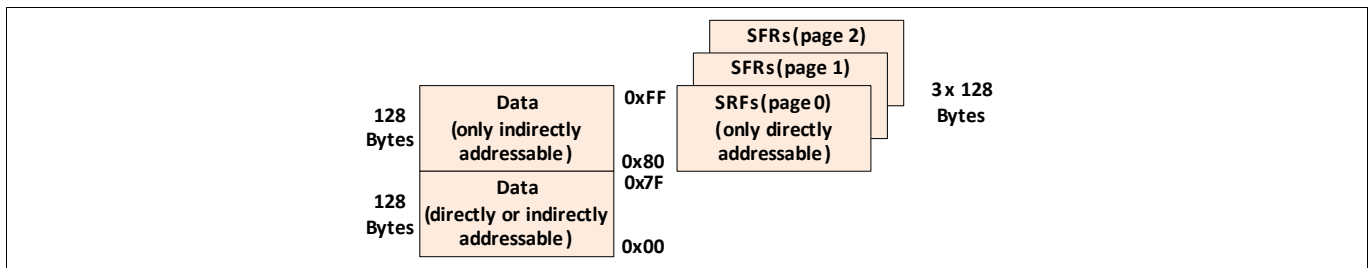 SFRs (page 2)
SFRs (page 1)
3 x 128
Bytes
SRFs (page 0)
(only directly
addressable)
0xFF
0x80
Data
(only indirectly
addressable)
128
Bytes
0x7F
0x00
Data
(directly or indirectly
addressable)
128
Bytes